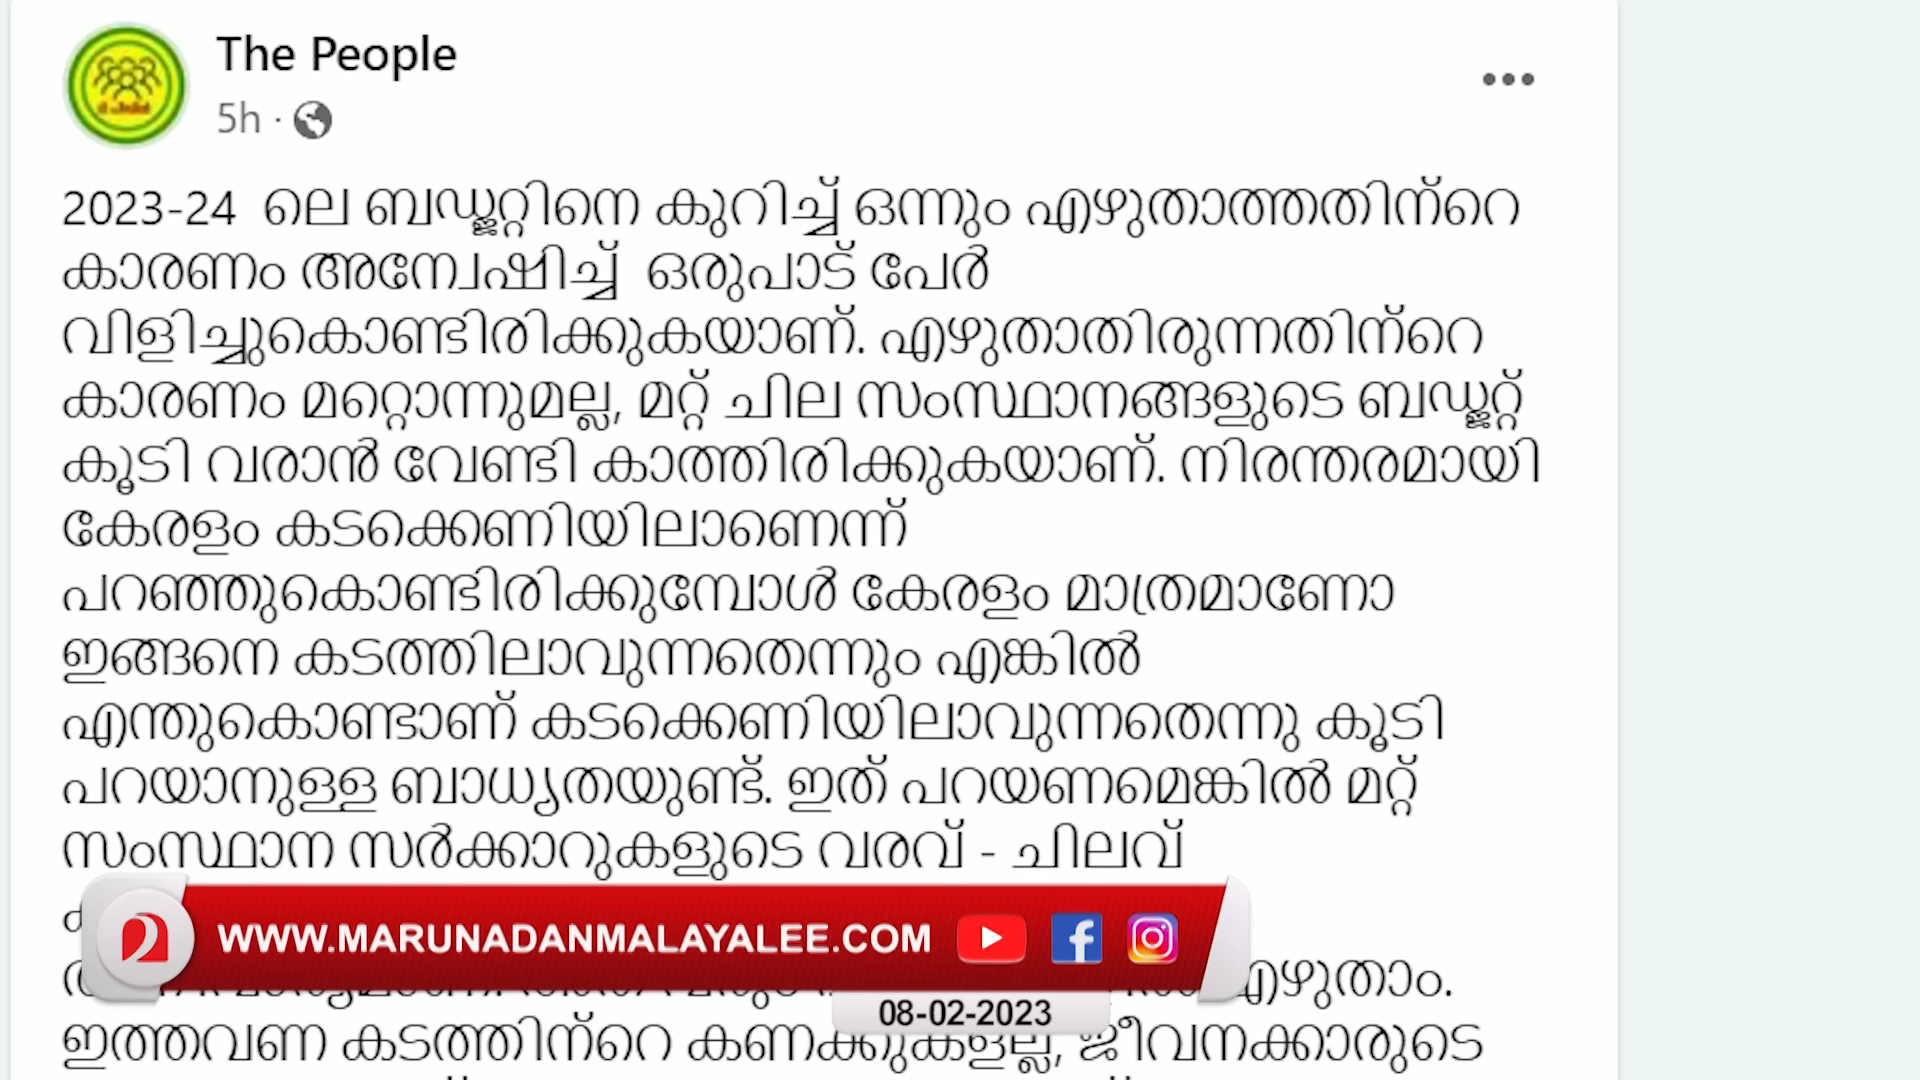 The People
5h ·
2023-24 ലെ ബഡ്ജറ്റിനെ കുറിച്ച് ഒന്നും എഴുതാത്തതിന്റെ
കാരണം അന്വേഷിച്ച് ഒരുപാട് പേർ
വിളിച്ചുകൊണ്ടിരിക്കുകയാണ്. എഴുതാതിരുന്നതിന്റെ
കാരണം മറ്റൊന്നുമല്ല, മറ്റ് ചില സംസ്ഥാനങ്ങളുടെ ബഡ്ജറ്റ്
കൂടി വരാൻ വേണ്ടി കാത്തിരിക്കുകയാണ്. നിരന്തരമായി
കേരളം കടക്കെണിയിലാണെന്ന്
പറഞ്ഞുകൊണ്ടിരിക്കുമ്പോൾ കേരളം മാത്രമാണോ
ഇങ്ങനെ കടത്തിലാവുന്നതെന്നും എങ്കിൽ
എന്തുകൊണ്ടാണ് കടക്കെണിയിലാവുന്നതെന്നു കൂടി
പറയാനുള്ള ബാധ്യതയുണ്ട്. ഇത് പറയണമെങ്കിൽ മറ്റ്
സംസ്ഥാന സർക്കാറുകളുടെ വരവ് - ചിലവ്
WWW.MARUNADANMALAYALEE.COM
എഴുതാം.
08-02-2023
ഇത്തവണ കടത്തിന്റെ കണക്കുകളല്ല, ജീവനക്കാരുടെ